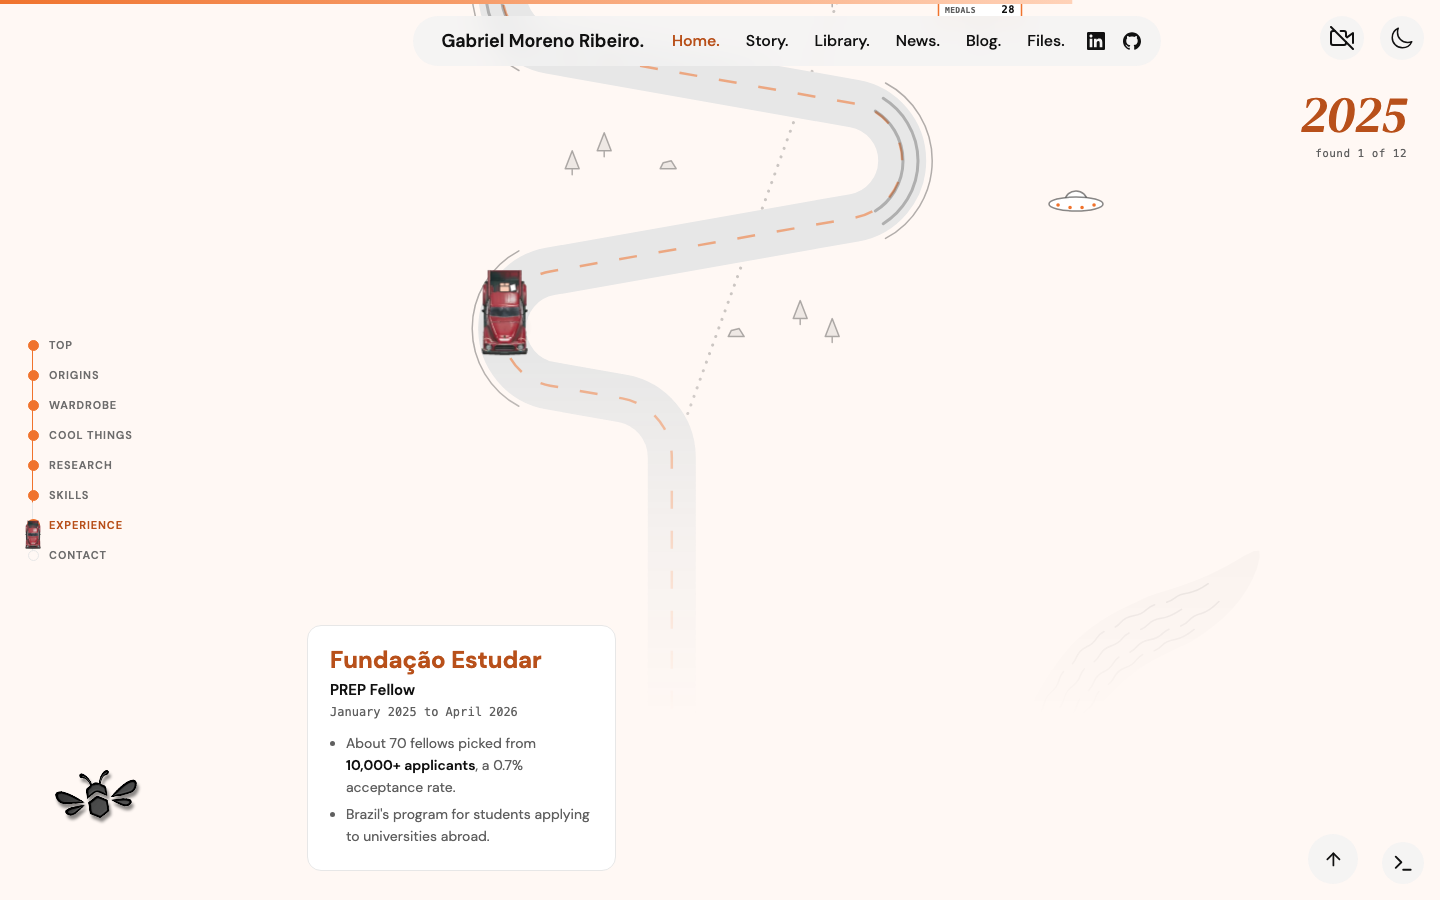 MEDALS 28
Gabriel Moreno Ribeiro. Home. Story. Library. News. Blog. Files.
2025
found 1 of 12
TOP
ORIGINS
WARDROBE
COOL THINGS
RESEARCH
SKILLS
EXPERIENCE
CONTACT
Fundação Estudar
PREP Fellow
January 2025 to April 2026
About 70 fellows picked from
10,000+ applicants, a 0.7%
acceptance rate.
Brazil's program for students applying
to universities abroad.